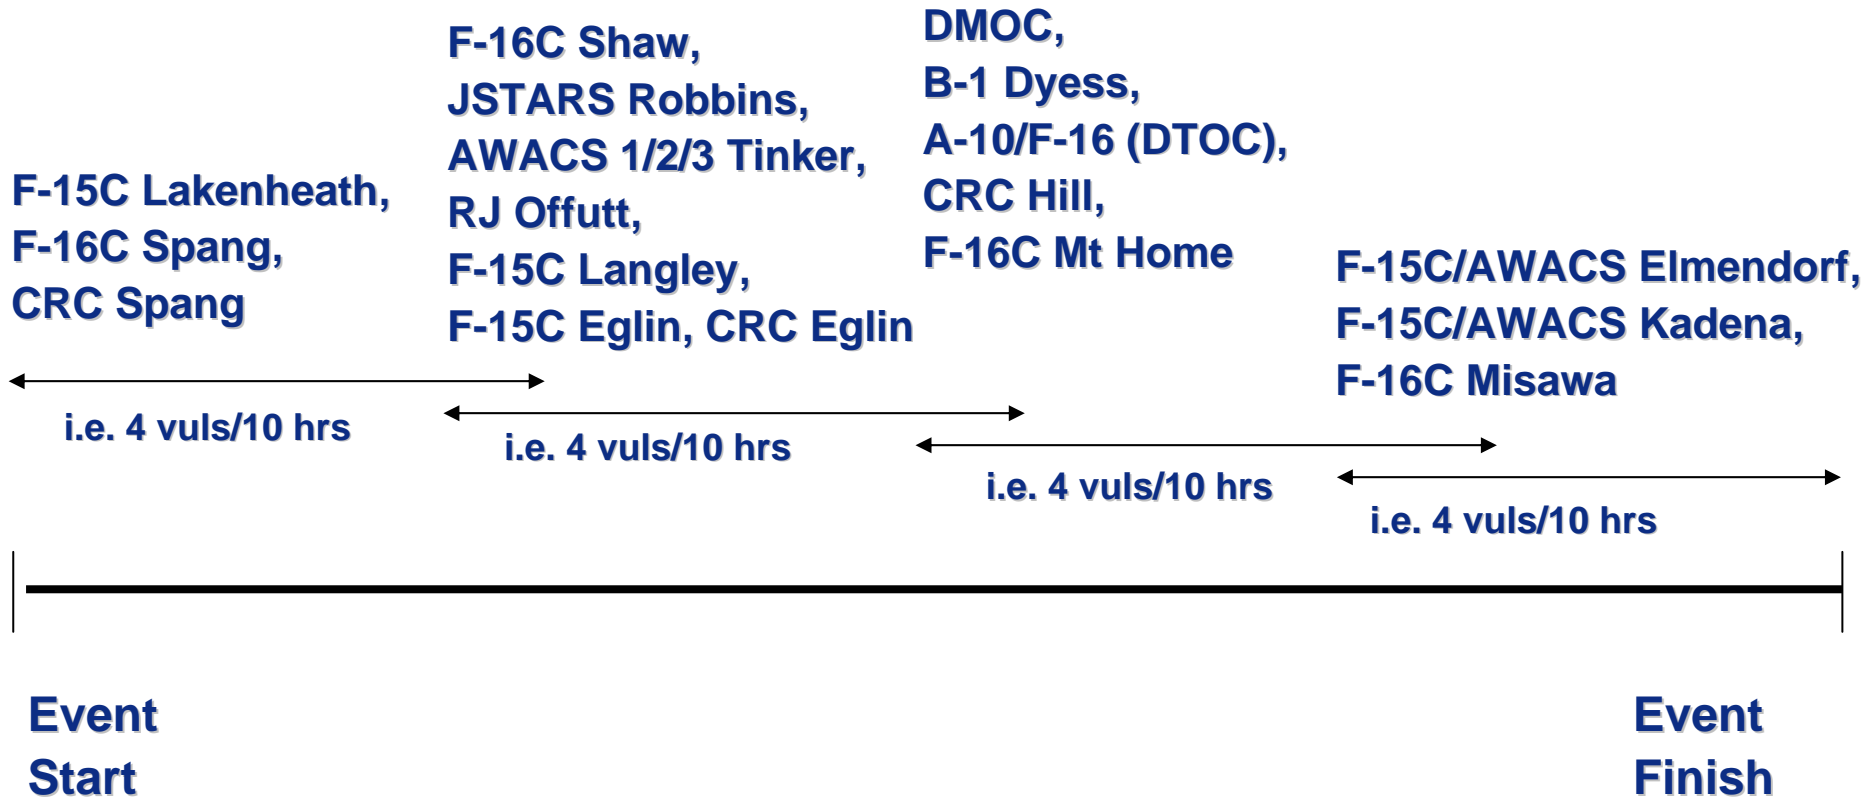 F-15C Lakenheath,
F-16C Spang,
CRC Spang
i.e. 4 vuls/10 hrs
F-16C Shaw,
JSTARS Robbins,
AWACS 1/2/3 Tinker,
RJ Offutt,
F-15C Langley,
F-15C Eglin, CRC Eglin
i.e. 4 vuls/10 hrs
DMOC,
B-1 Dyess,
A-10/F-16 (DTOC),
CRC Hill,
F-16C Mt Home
i.e. 4 vuls/10 hrs
F-15C/AWACS Elmendorf,
F-15C/AWACS Kadena,
F-16C Misawa
i.e. 4 vuls/10 hrs
Event
Start
Event
Finish